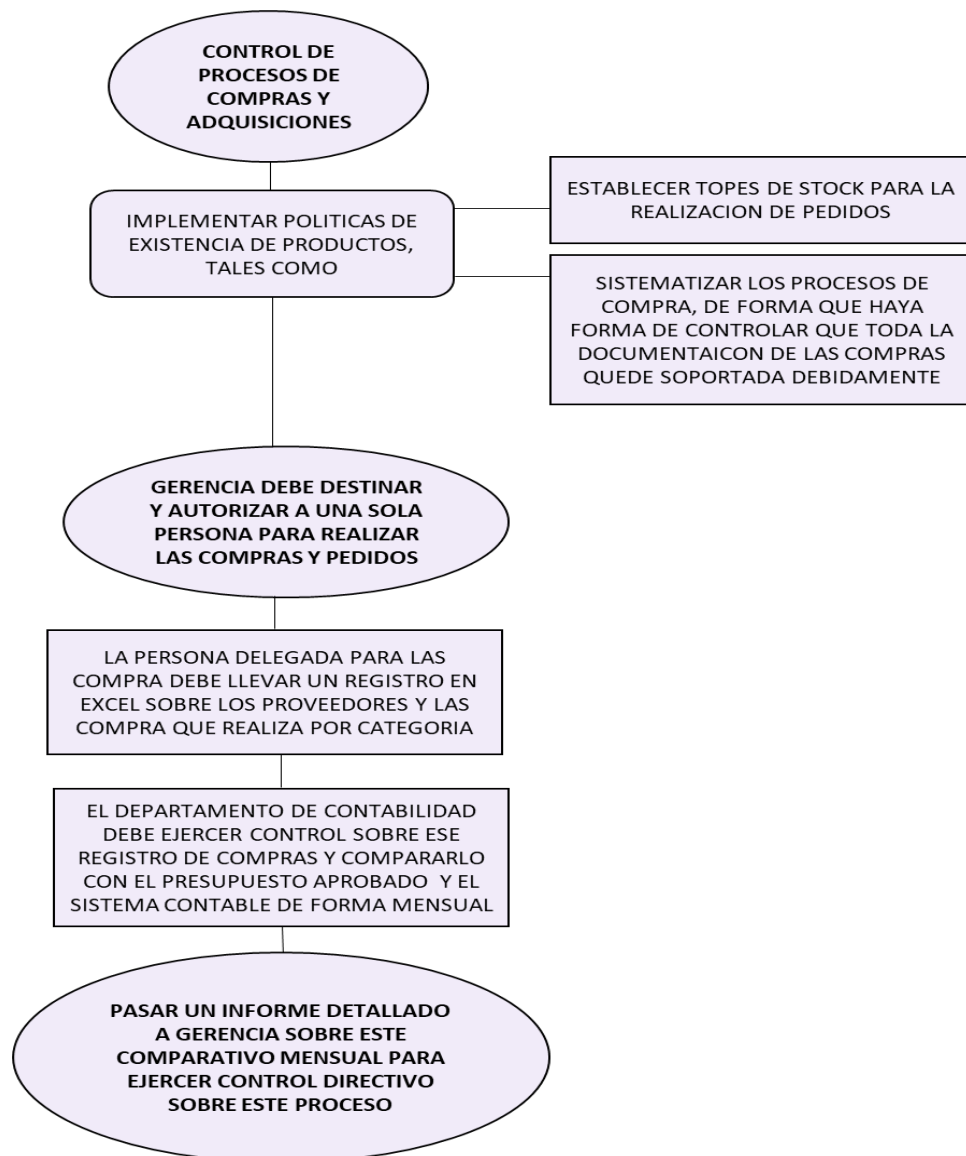 CONTROL DE
PROCESOS DE
COMPRAS Y
ADQUISICIONES
IMPLEMENTAR POLITICAS DE
EXISTENCIA DE PRODUCTOS,
TALES COMO
ESTABLECER TOPES DE STOCK PARA LA
REALIZACION DE PEDIDOS
SISTEMATIZAR LOS PROCESOS DE
COMPRA, DE FORMA QUE HAYA
FORMA DE CONTROLAR QUE TODA LA
DOCUMENTAICON DE LAS COMPRAS
QUEDE SOPORTADA DEBIDAMENTE
GERENCIA DEBE DESTINAR
Y AUTORIZAR A UNA SOLA
PERSONA PARA REALIZAR
LAS COMPRAS Y PEDIDOS
LA PERSONA DELEGADA PARA LAS
COMPRA DEBE LLEVAR UN REGISTRO EN
EXCEL SOBRE LOS PROVEEDORES Y LAS
COMPRA QUE REALIZA POR CATEGORIA
EL DEPARTAMENTO DE CONTABILIDAD
DEBE EJERCER CONTROL SOBRE ESE
REGISTRO DE COMPRAS Y COMPARARLO
CON EL PRESUPUESTO APROBADO Y EL
SISTEMA CONTABLE DE FORMA MENSUAL
PASAR UN INFORME DETALLADO
A GERENCIA SOBRE ESTE
COMPARATIVO MENSUAL PARA
EJERCER CONTROL DIRECTIVO
SOBRE ESTE PROCESO